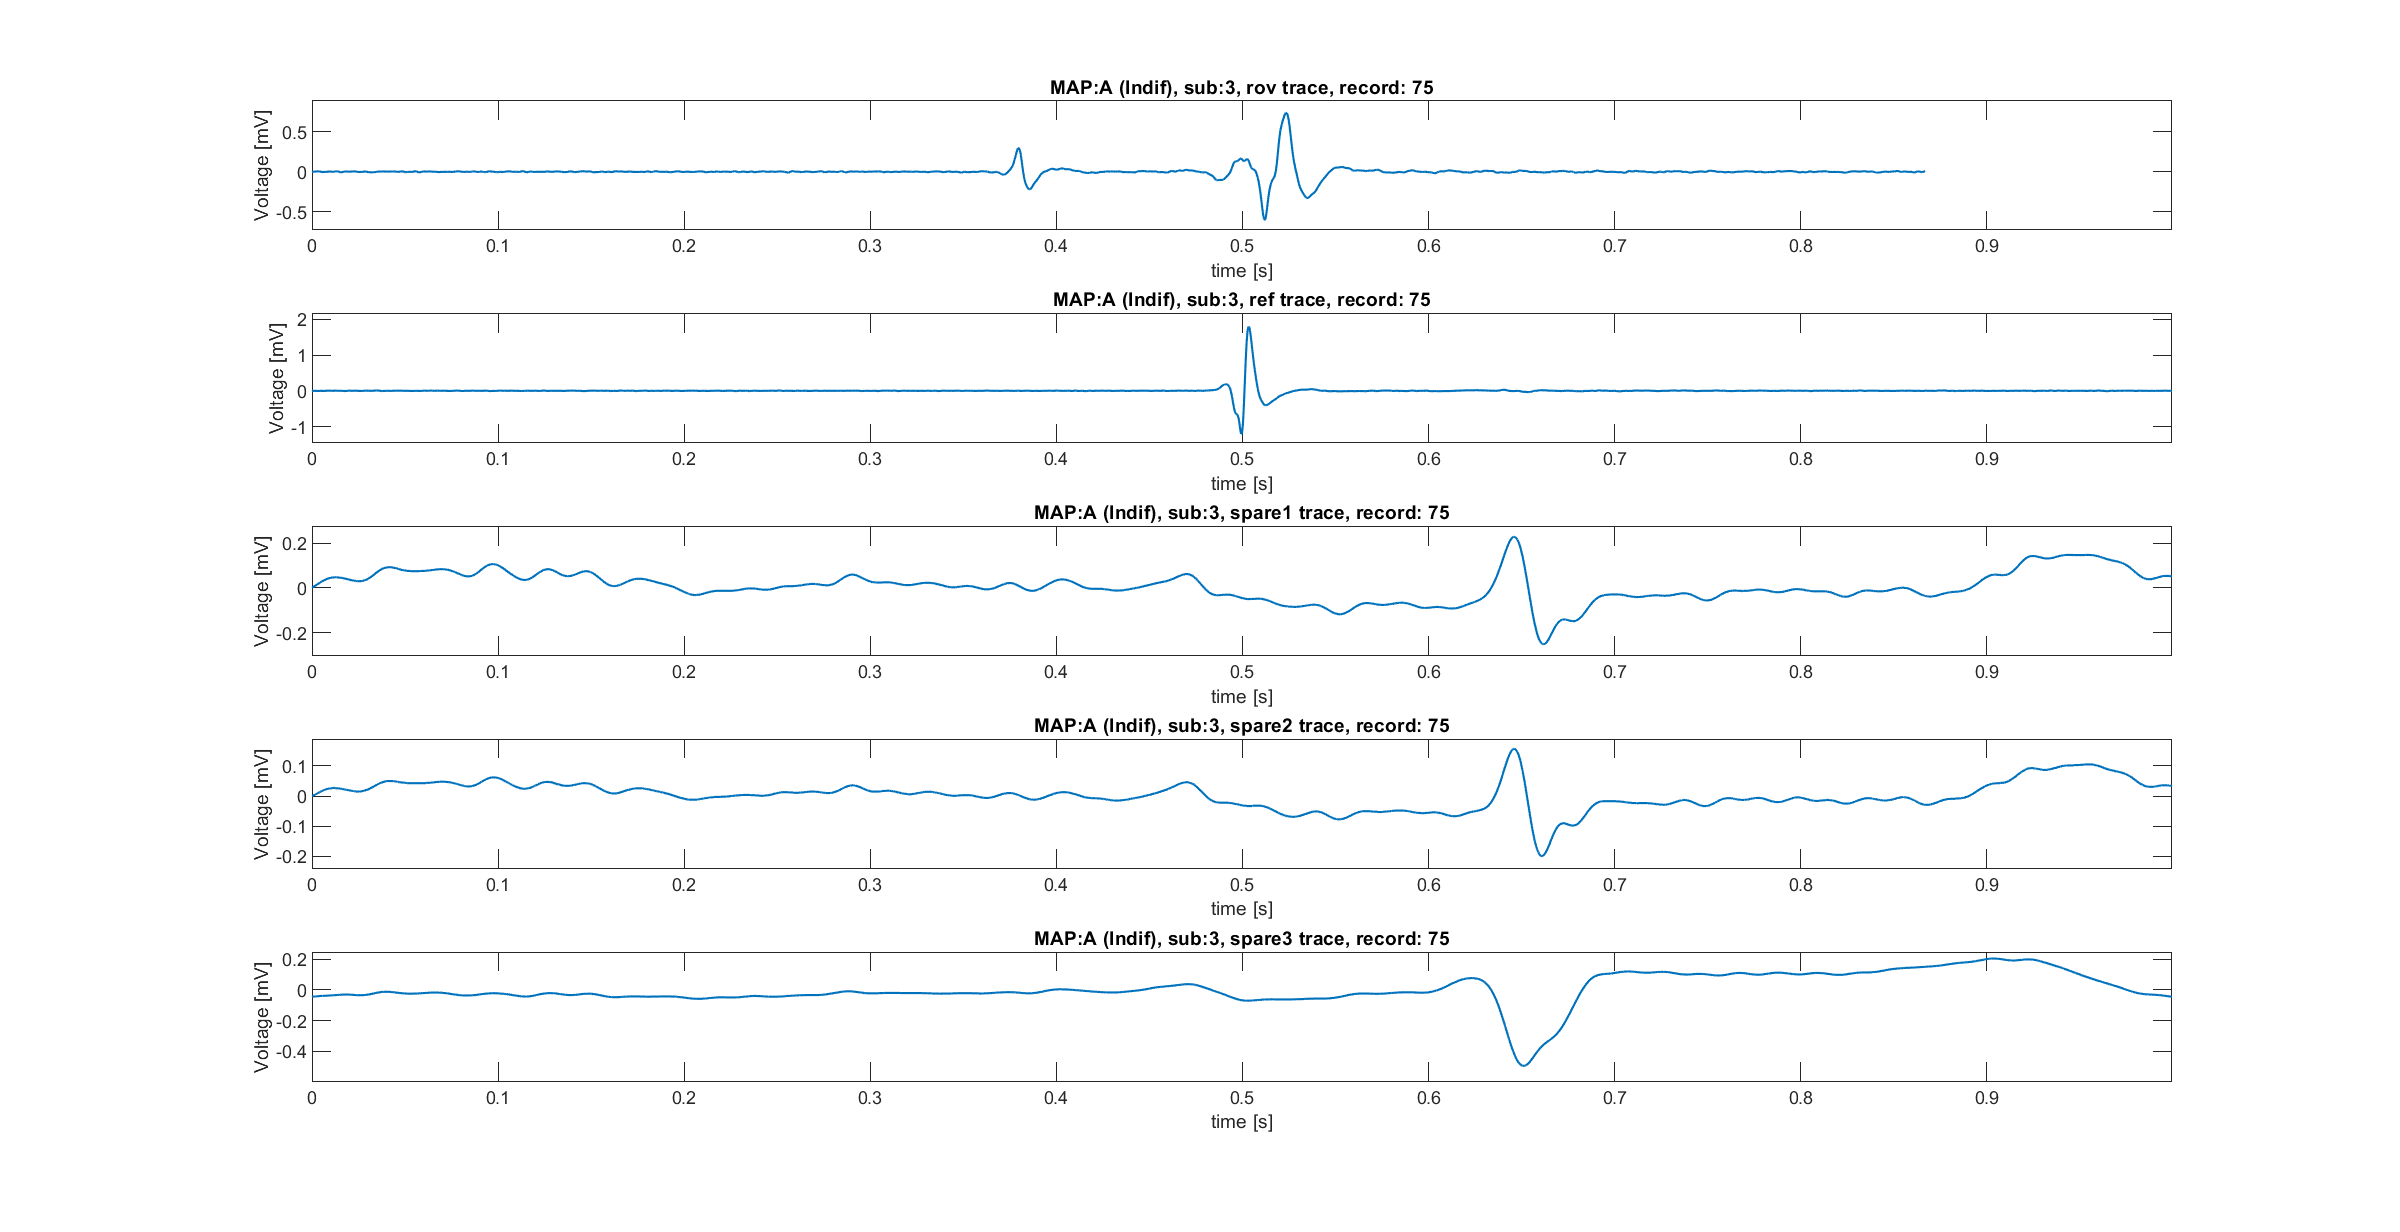 MAP:A (Indif), sub:3, rov trace, record: 75
Voltage [mV]
0.5
0
-0.5
0 0.1 0.2 0.3 0.4 0.5 0.6 0.7 0.8 0.9
time [s]
MAP:A (Indif), sub:3, ref trace, record: 75
Voltage [mV]
2
1
0
-1
0 0.1 0.2 0.3 0.4 0.5 0.6 0.7 0.8 0.9
time [s]
MAP:A (Indif), sub:3, spare1 trace, record: 75
Voltage [mV]
0.2
0
-0.2
0 0.1 0.2 0.3 0.4 0.5 0.6 0.7 0.8 0.9
time [s]
MAP:A (Indif), sub:3, spare2 trace, record: 75
Voltage [mV]
0.1
0
-0.1
-0.2
0 0.1 0.2 0.3 0.4 0.5 0.6 0.7 0.8 0.9
time [s]
MAP:A (Indif), sub:3, spare3 trace, record: 75
Voltage [mV]
0.2
0
-0.2
-0.4
0 0.1 0.2 0.3 0.4 0.5 0.6 0.7 0.8 0.9
time [s]